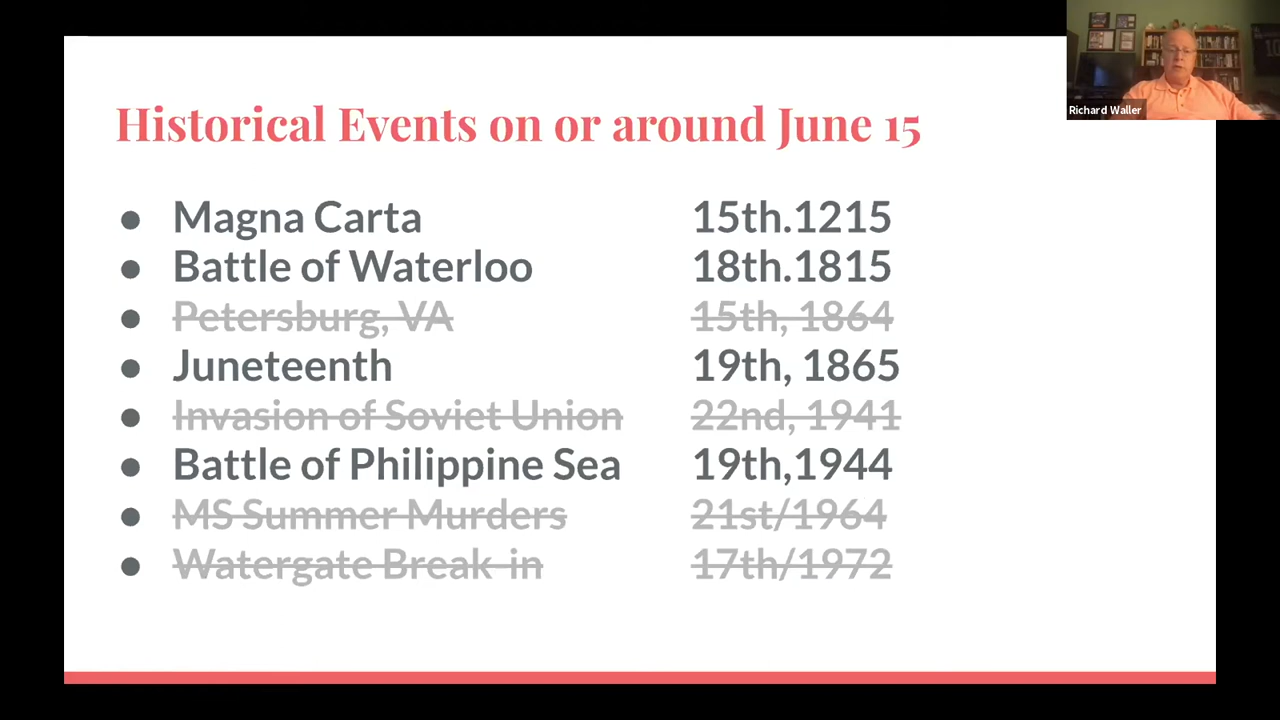 Historical Events on or around June 15
Richard Waller
● Magna Carta 15th.1215
● Battle of Waterloo 18th.1815
● Petersburg, VA 15th, 1864
● Juneteenth 19th, 1865
● Invasion of Soviet Union 22nd, 1941
● Battle of Philippine Sea 19th,1944
● MS Summer Murders 21st/1964
● Watergate Break-in 17th/1972